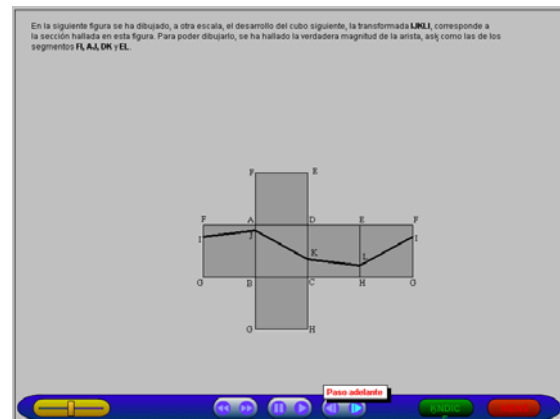 En la siguiente figura se ha dibujado, a otra escala, el desarrollo del cubo siguiente, la transformada IJKLI, corresponde a
la sección hallada en esta figura. Para poder dibujarlo, se ha hallado la verdadera magnitud de la arista, ask como las de los
segmentos FI, AJ, DK y EL.
F E
F A D E F
I J K L I
G B C H G
G H
Paso adelante